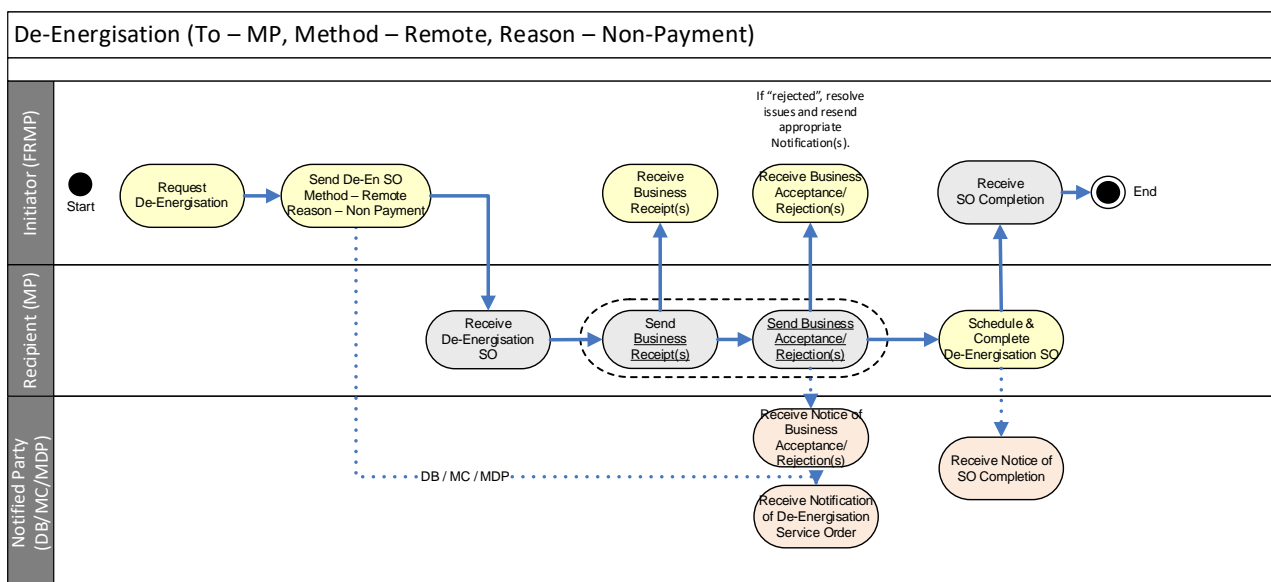 De-Energisation (To – MP, Method – Remote, Reason – Non-Payment)
Initiator (FRMP)
Start
Request
De-Energisation
Send De-En SO
Method – Remote
Reason – Non Payment
Receive
Business
Receipt(s)
If “rejected”, resolve
issues and resend
appropriate
Notification(s).
Receive Business
Acceptance/
Rejection(s)
Receive
SO Completion
End
Recipient (MP)
Receive
De-Energisation
SO
Send
Business
Receipt(s)
Send Business
Acceptance/
Rejection(s)
Schedule &
Complete
De-Energisation SO
Notified Party
(DB/MC/MDP)
DB / MC / MDP
Receive Notice of
Business
Acceptance/
Rejection(s)
Receive Notification
of De-Energisation
Service Order
Receive Notice of
SO Completion